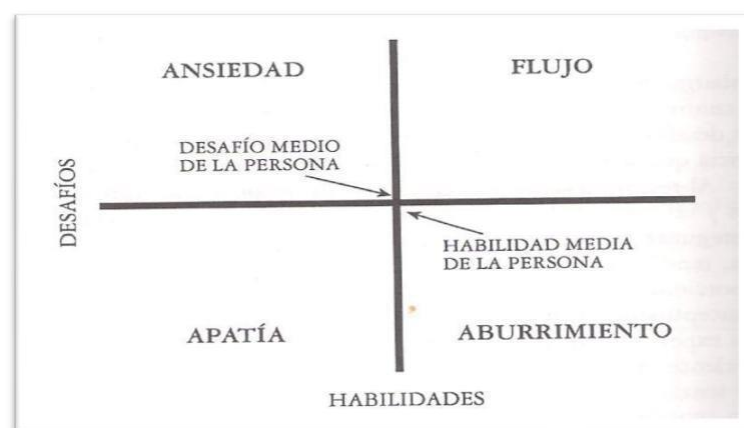 ANSIEDAD
FLUJO
DESAFÍO MEDIO
DE LA PERSONA
DESAFÍOS
HABILIDAD MEDIA
DE LA PERSONA
APATÍA
ABURRIMIENTO
HABILIDADES